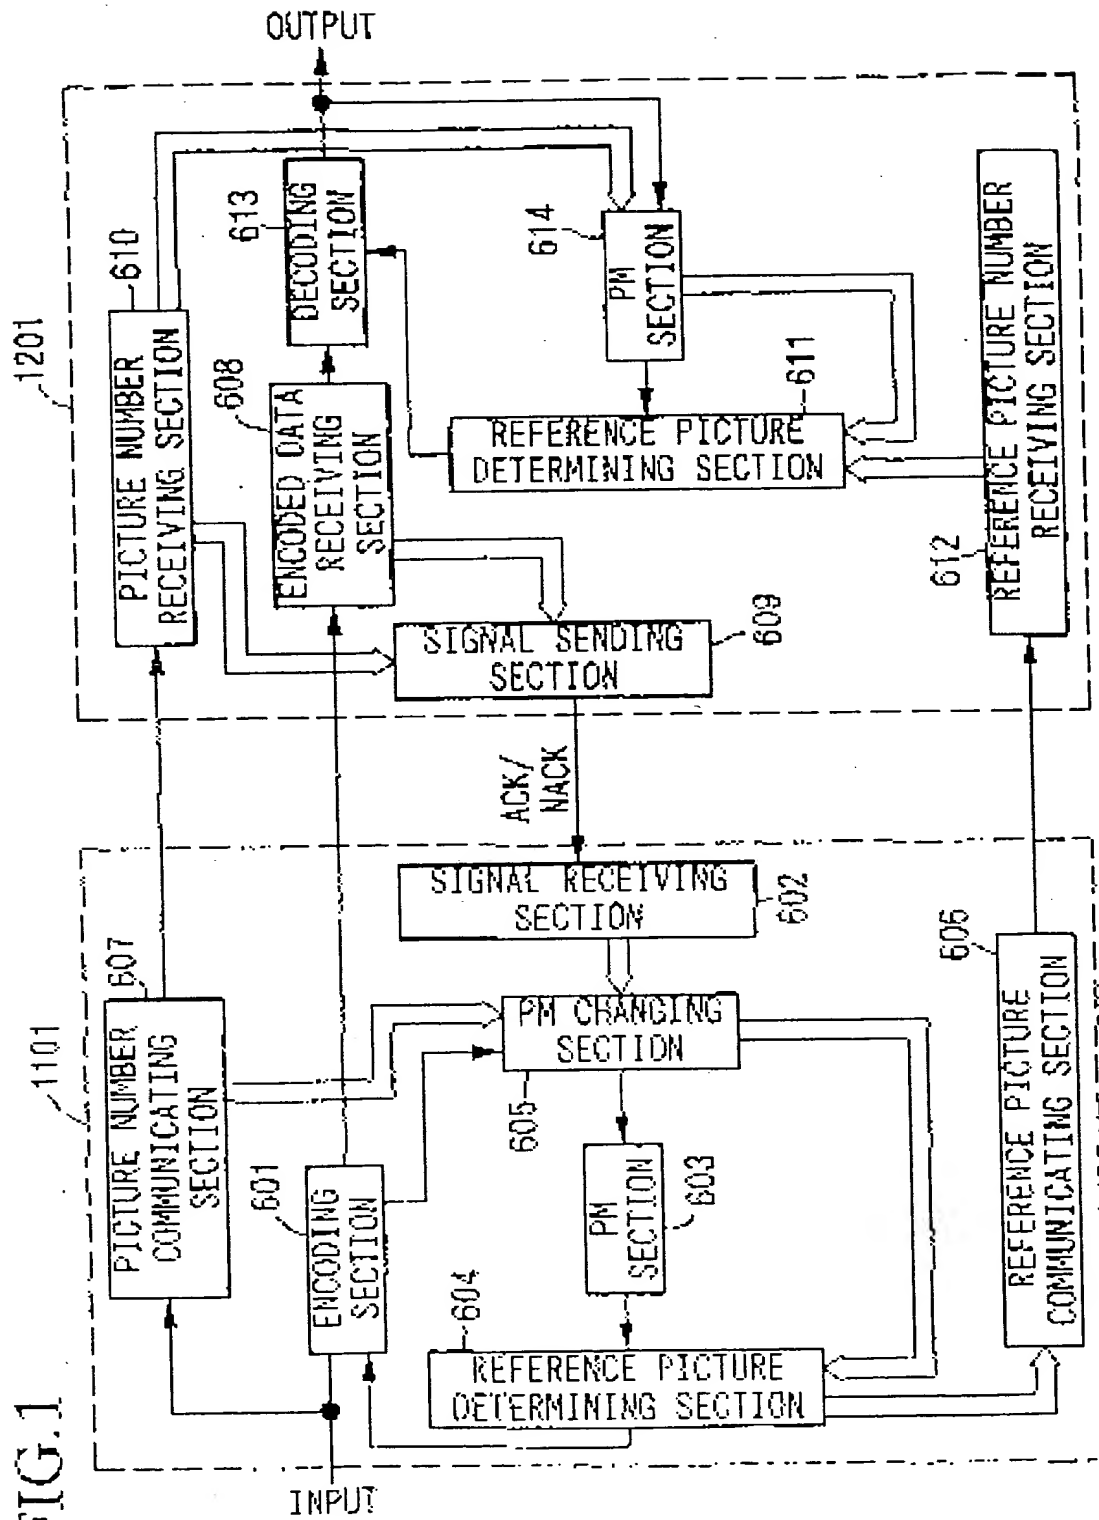 FIG.1
1101
1201
INPUT
OUTPUT
PICTURE NUMBER
COMMUNICATING
SECTION
607
PICTURE NUMBER
RECEIVING SECTION
610
ENCODING
SECTION
601
ENCODED DATA
RECEIVING
SECTION
608
DECODING
SECTION
613
SIGNAL RECEIVING
SECTION
602
ACK/
NACK
SIGNAL SENDING
SECTION
609
PM CHANGING
SECTION
605
PM
SECTION
603
REFERENCE PICTURE
DETERMINING SECTION
604
REFERENCE PICTURE
DETERMINING SECTION
611
PM
SECTION
614
REFERENCE PICTURE
COMMUNICATING SECTION
606
REFERENCE PICTURE NUMBER
RECEIVING SECTION
612